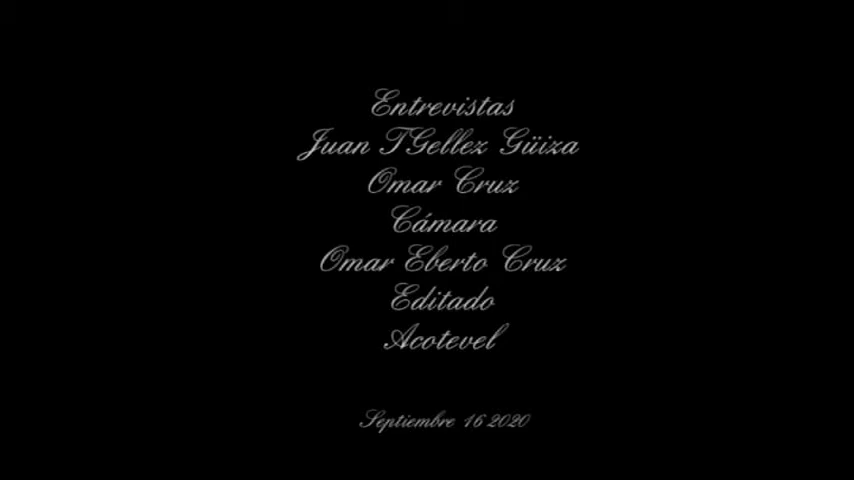 Entrevistas
Juan TGellez Güiza
Omar Cruz
Cámara
Omar Eberto Cruz
Editado
Acotevel
Septiembre 16 2020